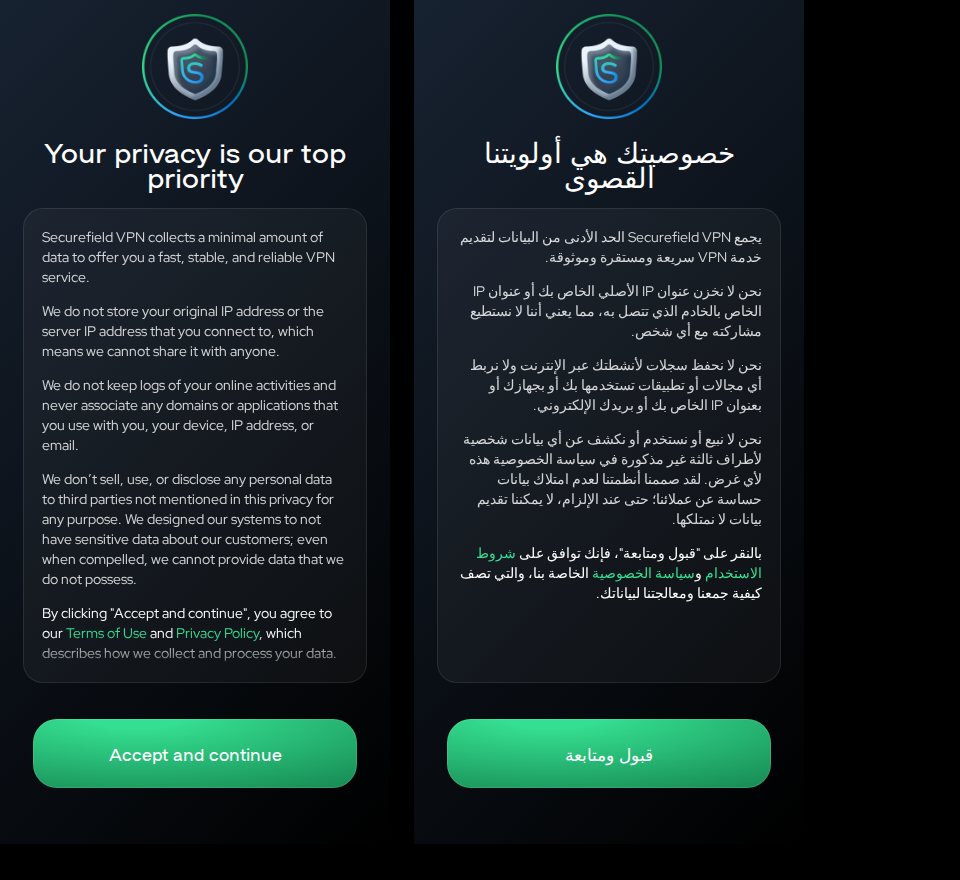 Your privacy is our top
priority
Securefield VPN collects a minimal amount of
data to offer you a fast, stable, and reliable VPN
service.
We do not store your original IP address or the
server IP address that you connect to, which
means we cannot share it with anyone.
We do not keep logs of your online activities and
never associate any domains or applications that
you use with you, your device, IP address, or
email.
We don't sell, use, or disclose any personal data
to third parties not mentioned in this privacy for
any purpose. We designed our systems to not
have sensitive data about our customers; even
when compelled, we cannot provide data that we
do not possess.
By clicking "Accept and continue", you agree to
our Terms of Use and Privacy Policy, which
describes how we collect and process your data.
Accept and continue
خصوصيتك هي أولويتنا
القصوى
يجمع Securefield VPN الحد الأدنى من البيانات لتقديم
خدمة VPN سريعة ومستقرة وموثوقة.
نحن لا نخزن عنوان IP الأصلي الخاص بك أو عنوان IP
الخاص بالخادم الذي تتصل به، مما يعني أننا لا نستطيع
مشاركته مع أي شخص.
نحن لا نحفظ سجلات لأنشطتك عبر الإنترنت ولا نربط
أي مجالات أو تطبيقات تستخدمها بك أو بجهازك أو
بعنوان IP الخاص بك أو بريدك الإلكتروني.
نحن لا نبيع أو نستخدم أو نكشف عن أي بيانات شخصية
لأطراف ثالثة غير مذكورة في سياسة الخصوصية هذه
لأي غرض. لقد صممنا أنظمتنا لعدم امتلاك بيانات
حساسة عن عملائنا؛ حتى عند الإلزام، لا يمكننا تقديم
بيانات لا نمتلكها.
بالنقر على "قبول ومتابعة"، فإنك توافق على شروط
الاستخدام وسياسة الخصوصية الخاصة بنا، والتي تصف
كيفية جمعنا ومعالجتنا لبياناتك.
قبول ومتابعة